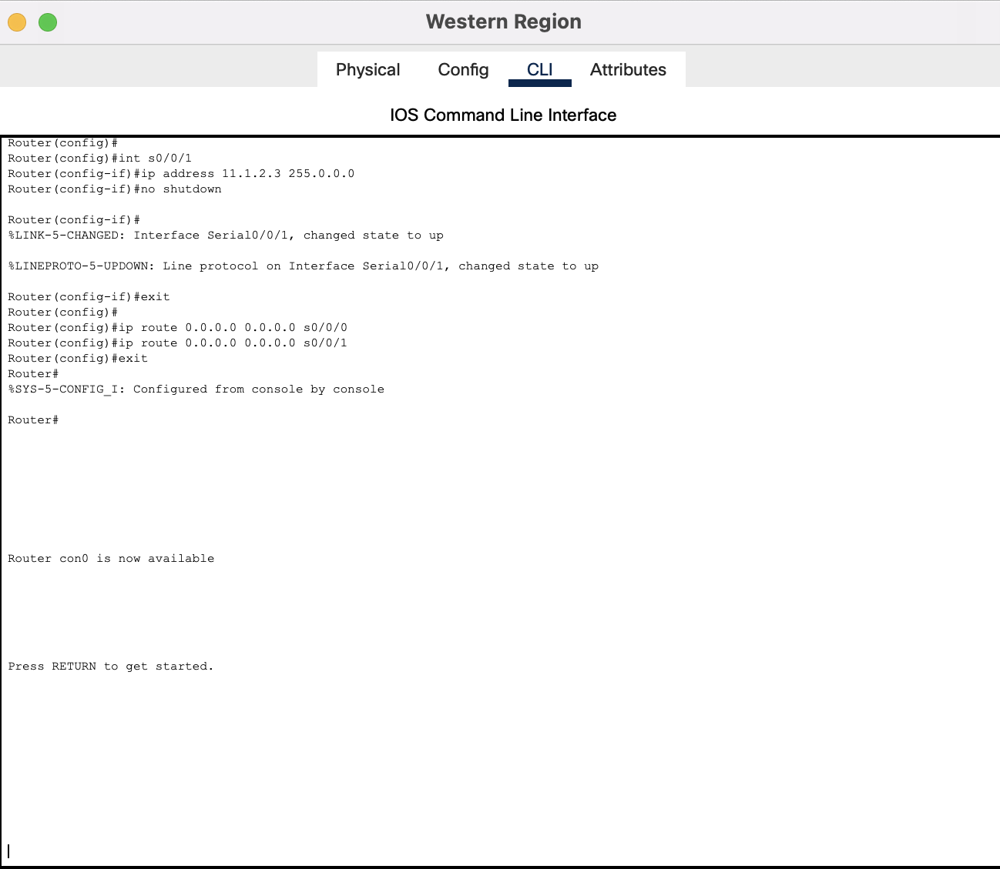 Western Region
Physical Config CLI Attributes
IOS Command Line Interface
Router(config)#
Router(config)#int s0/0/1
Router(config-if)#ip address 11.1.2.3 255.0.0.0
Router(config-if)#no shutdown
Router(config-if)#
%LINK-5-CHANGED: Interface Serial0/0/1, changed state to up
%LINEPROTO-5-UPDOWN: Line protocol on Interface Serial0/0/1, changed state to up
Router(config-if)#exit
Router(config)#
Router(config)#ip route 0.0.0.0 0.0.0.0 s0/0/0
Router(config)#ip route 0.0.0.0 0.0.0.0 s0/0/1
Router(config)#exit
Router#
%SYS-5-CONFIG_I: Configured from console by console
Router#
Router con0 is now available
Press RETURN to get started.